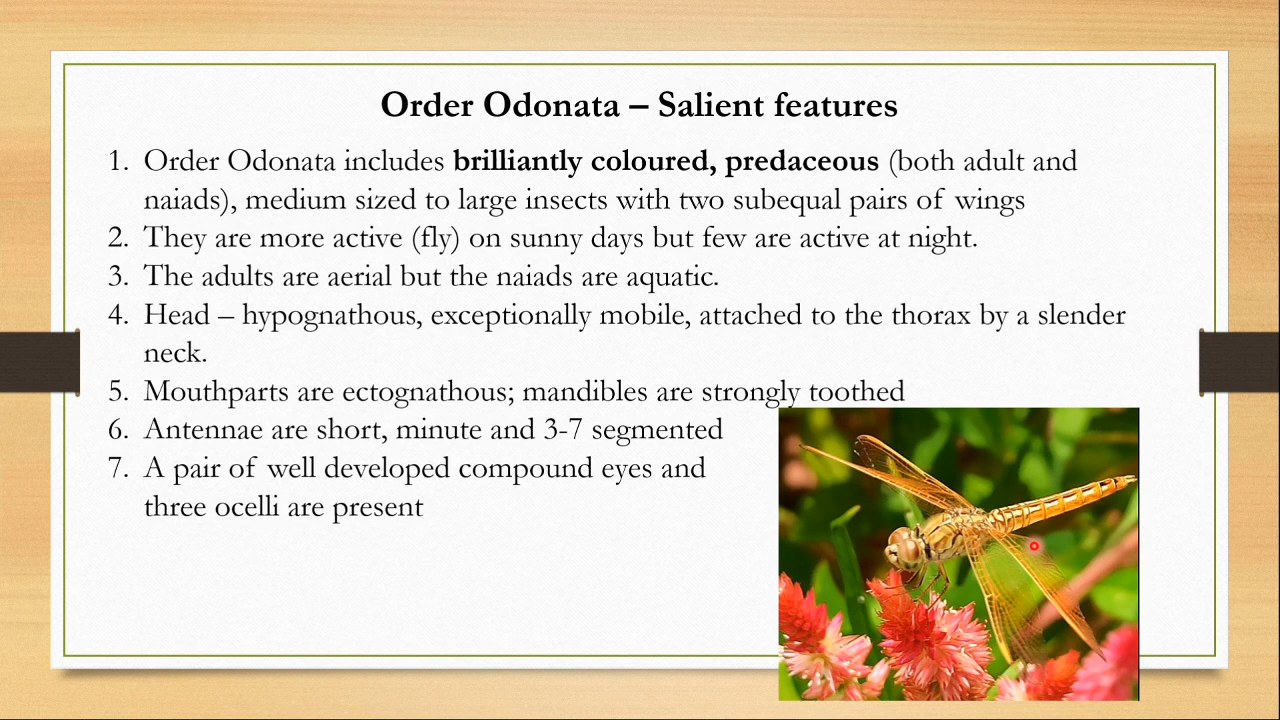 Order Odonata – Salient features
1. Order Odonata includes brilliantly coloured, predaceous (both adult and
naiads), medium sized to large insects with two subequal pairs of wings
2. They are more active (fly) on sunny days but few are active at night.
3. The adults are aerial but the naiads are aquatic.
4. Head – hypognathous, exceptionally mobile, attached to the thorax by a slender
neck.
5. Mouthparts are ectognathous; mandibles are strongly toothed
6. Antennae are short, minute and 3-7 segmented
7. A pair of well developed compound eyes and
three ocelli are present